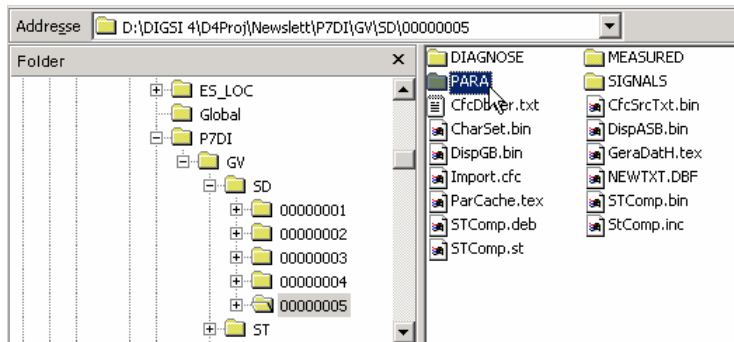 Addresse D:\DIGSI 4\D4Proj\Newslett\P7DI\GV\SD\00000005
Folder
ES_LOC
Global
P7DI
GV
SD
00000001
00000002
00000003
00000004
00000005
ST
DIAGNOSE MEASURED
PARA SIGNALS
CfcDbVer.txt CfcSrcTxt.bin
CharSet.bin DispASB.bin
DispGB.bin GeraDatH.tex
Import.cfc NEWTXT.DBF
ParCache.tex STComp.bin
STComp.deb StComp.inc
STComp.st